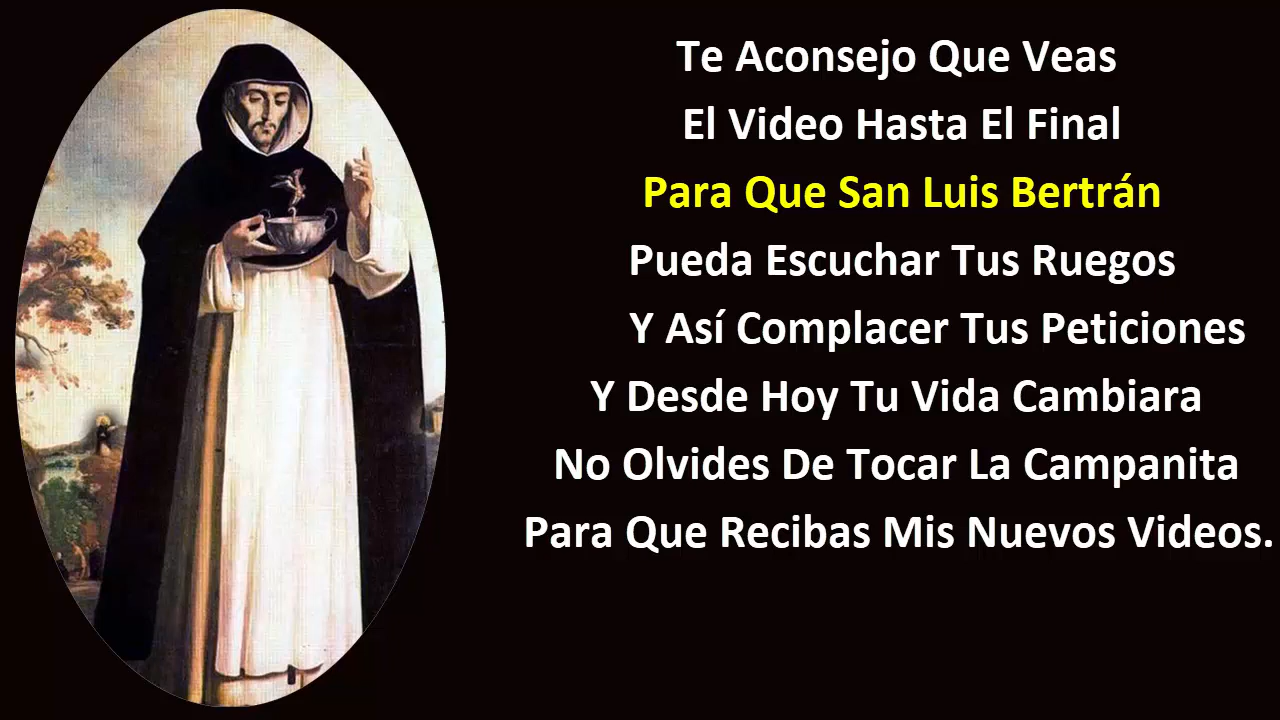 Te Aconsejo Que Veas
El Video Hasta El Final
Para Que San Luis Bertrán
Pueda Escuchar Tus Ruegos
Y Así Complacer Tus Peticiones
Y Desde Hoy Tu Vida Cambiara
No Olvides De Tocar La Campanita
Para Que Recibas Mis Nuevos Videos.